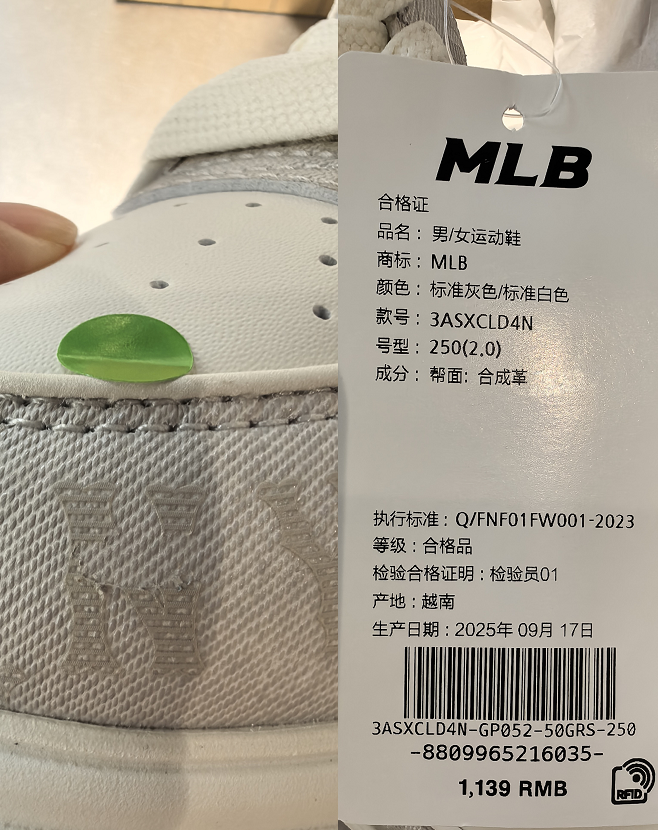 H Y
MLB
合格证
品名：男/女运动鞋
商标：MLB
颜色：标准灰色/标准白色
款号：3ASXCLD4N
号型：250(2.0)
成分：帮面: 合成革
执行标准：Q/FNF01FW001-2023
等级：合格品
检验合格证明：检验员01
产地：越南
生产日期：2025年 09月 17日
3ASXCLD4N-GP052-50GRS-250
-8809965216035-
1,139 RMB
RFID